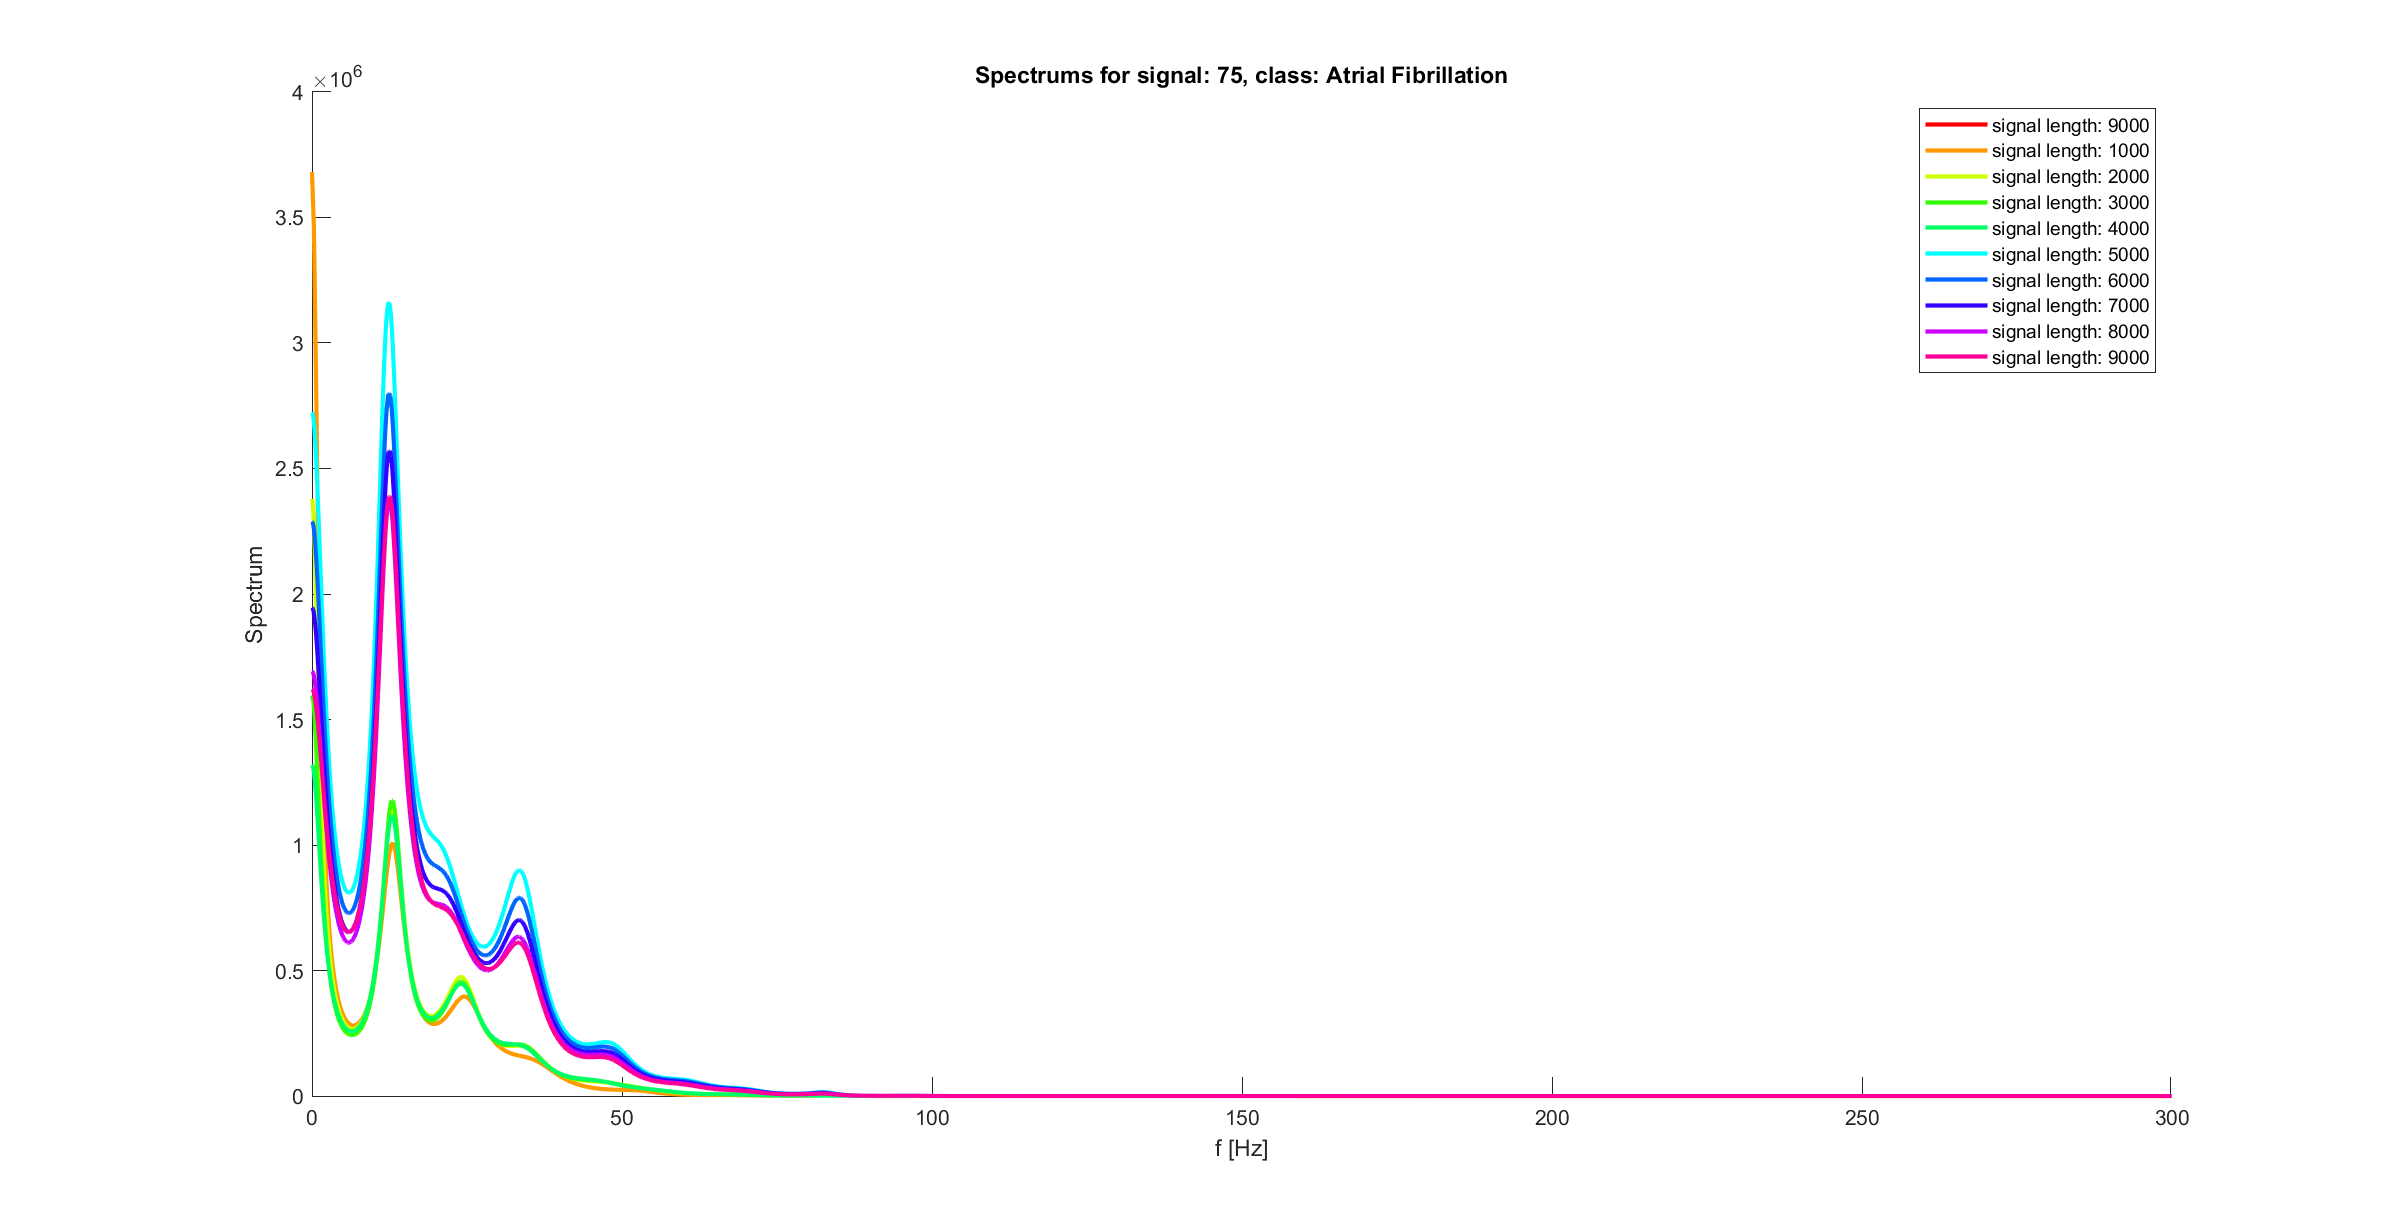 Spectrums for signal: 75, class: Atrial Fibrillation
×10^6
4
3.5
3
2.5
2
1.5
1
0.5
0
Spectrum
0 50 100 150 200 250 300
f [Hz]
signal length: 9000
signal length: 1000
signal length: 2000
signal length: 3000
signal length: 4000
signal length: 5000
signal length: 6000
signal length: 7000
signal length: 8000
signal length: 9000